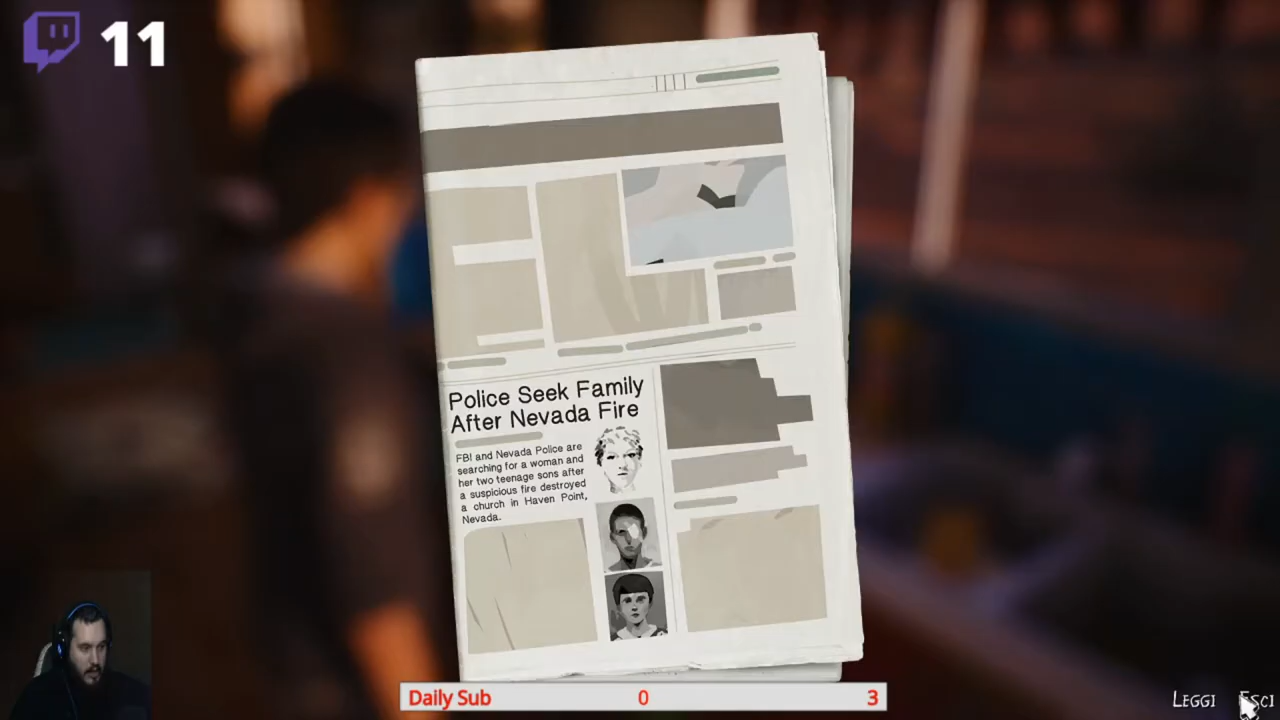 11
Police Seek Family
After Nevada Fire
FBI and Nevada Police are
searching for a woman and
her two teenage sons after
a suspicious fire destroyed
a church in Haven Point,
Nevada.
Daily Sub 0 3
LEGGI ESCI